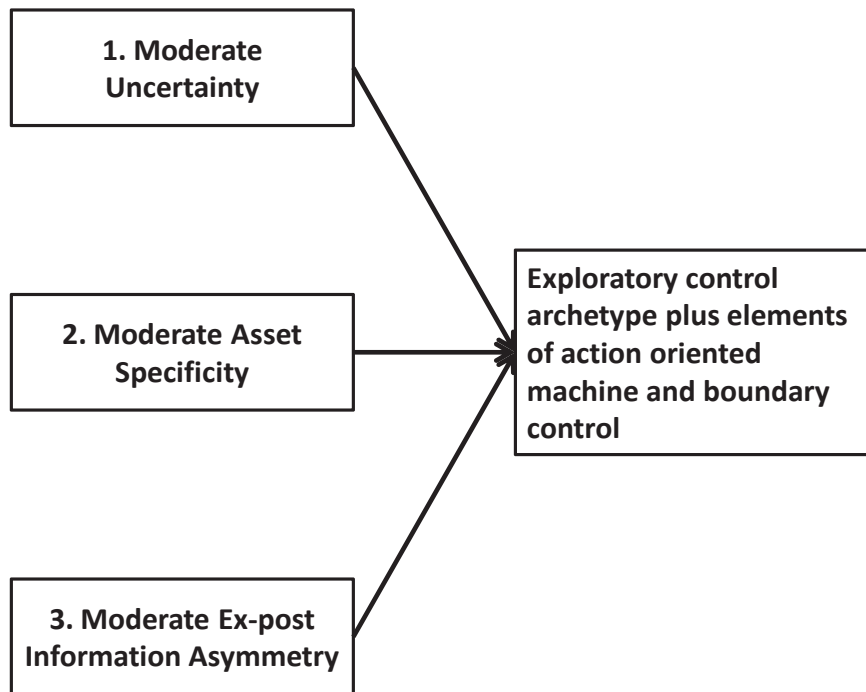 1. Moderate
Uncertainty
2. Moderate Asset
Specificity
Exploratory control
archetype plus elements
of action oriented
machine and boundary
control
3. Moderate Ex-post
Information Asymmetry